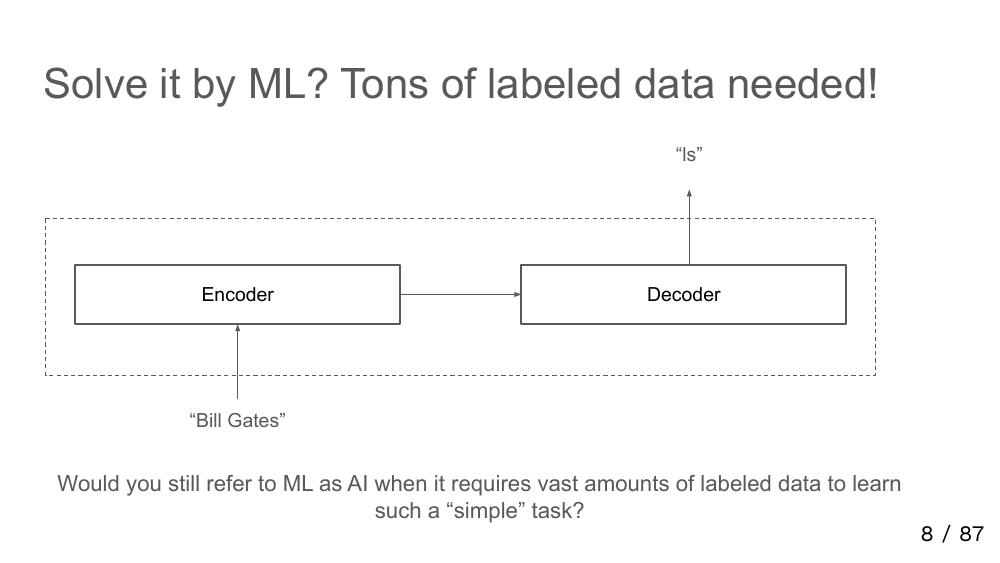 Solve it by ML? Tons of labeled data needed!
“ls”
Encoder
Decoder
“Bill Gates”
Would you still refer to ML as AI when it requires vast amounts of labeled data to learn
such a “simple” task?
8 / 87